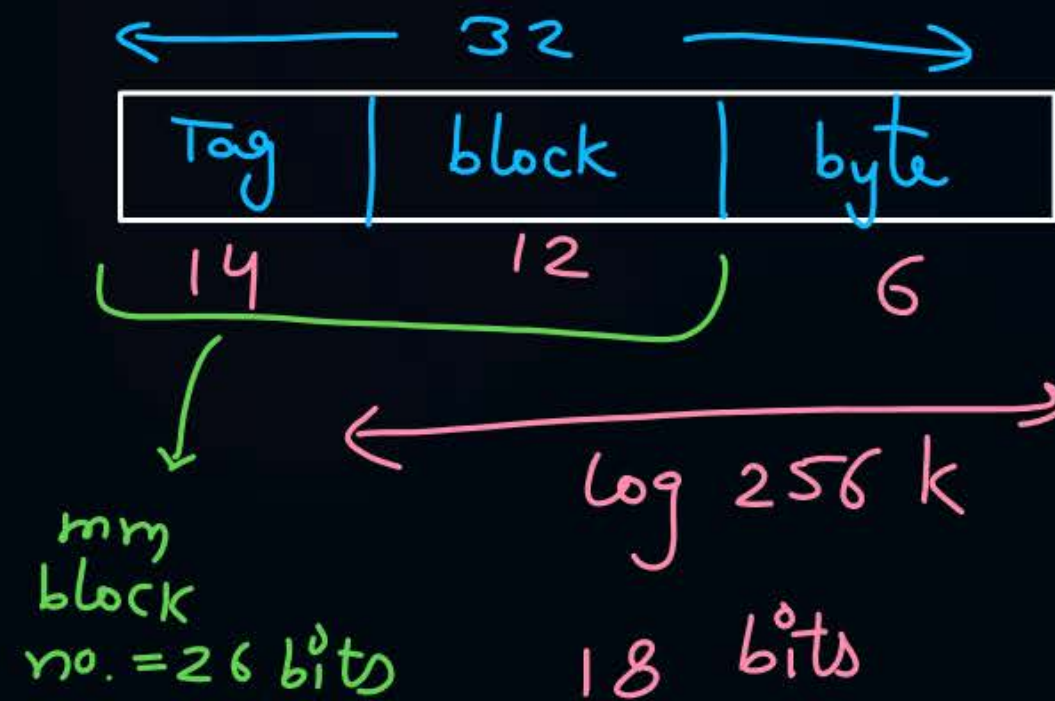 32
Tag block byte
14 12 6
log 256 k
18 bits
mm
block
no. = 26 bits